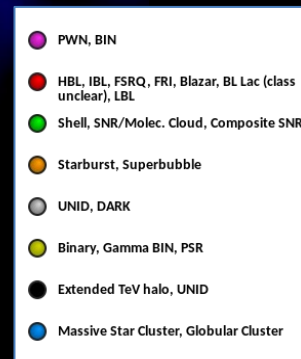 PWN, BIN
HBL, IBL, FSRQ, FRI, Blazar, BL Lac (class
unclear), LBL
Shell, SNR/Molec. Cloud, Composite SNR
Starburst, Superbubble
UNID, DARK
Binary, Gamma BIN, PSR
Extended TeV halo, UNID
Massive Star Cluster, Globular Cluster